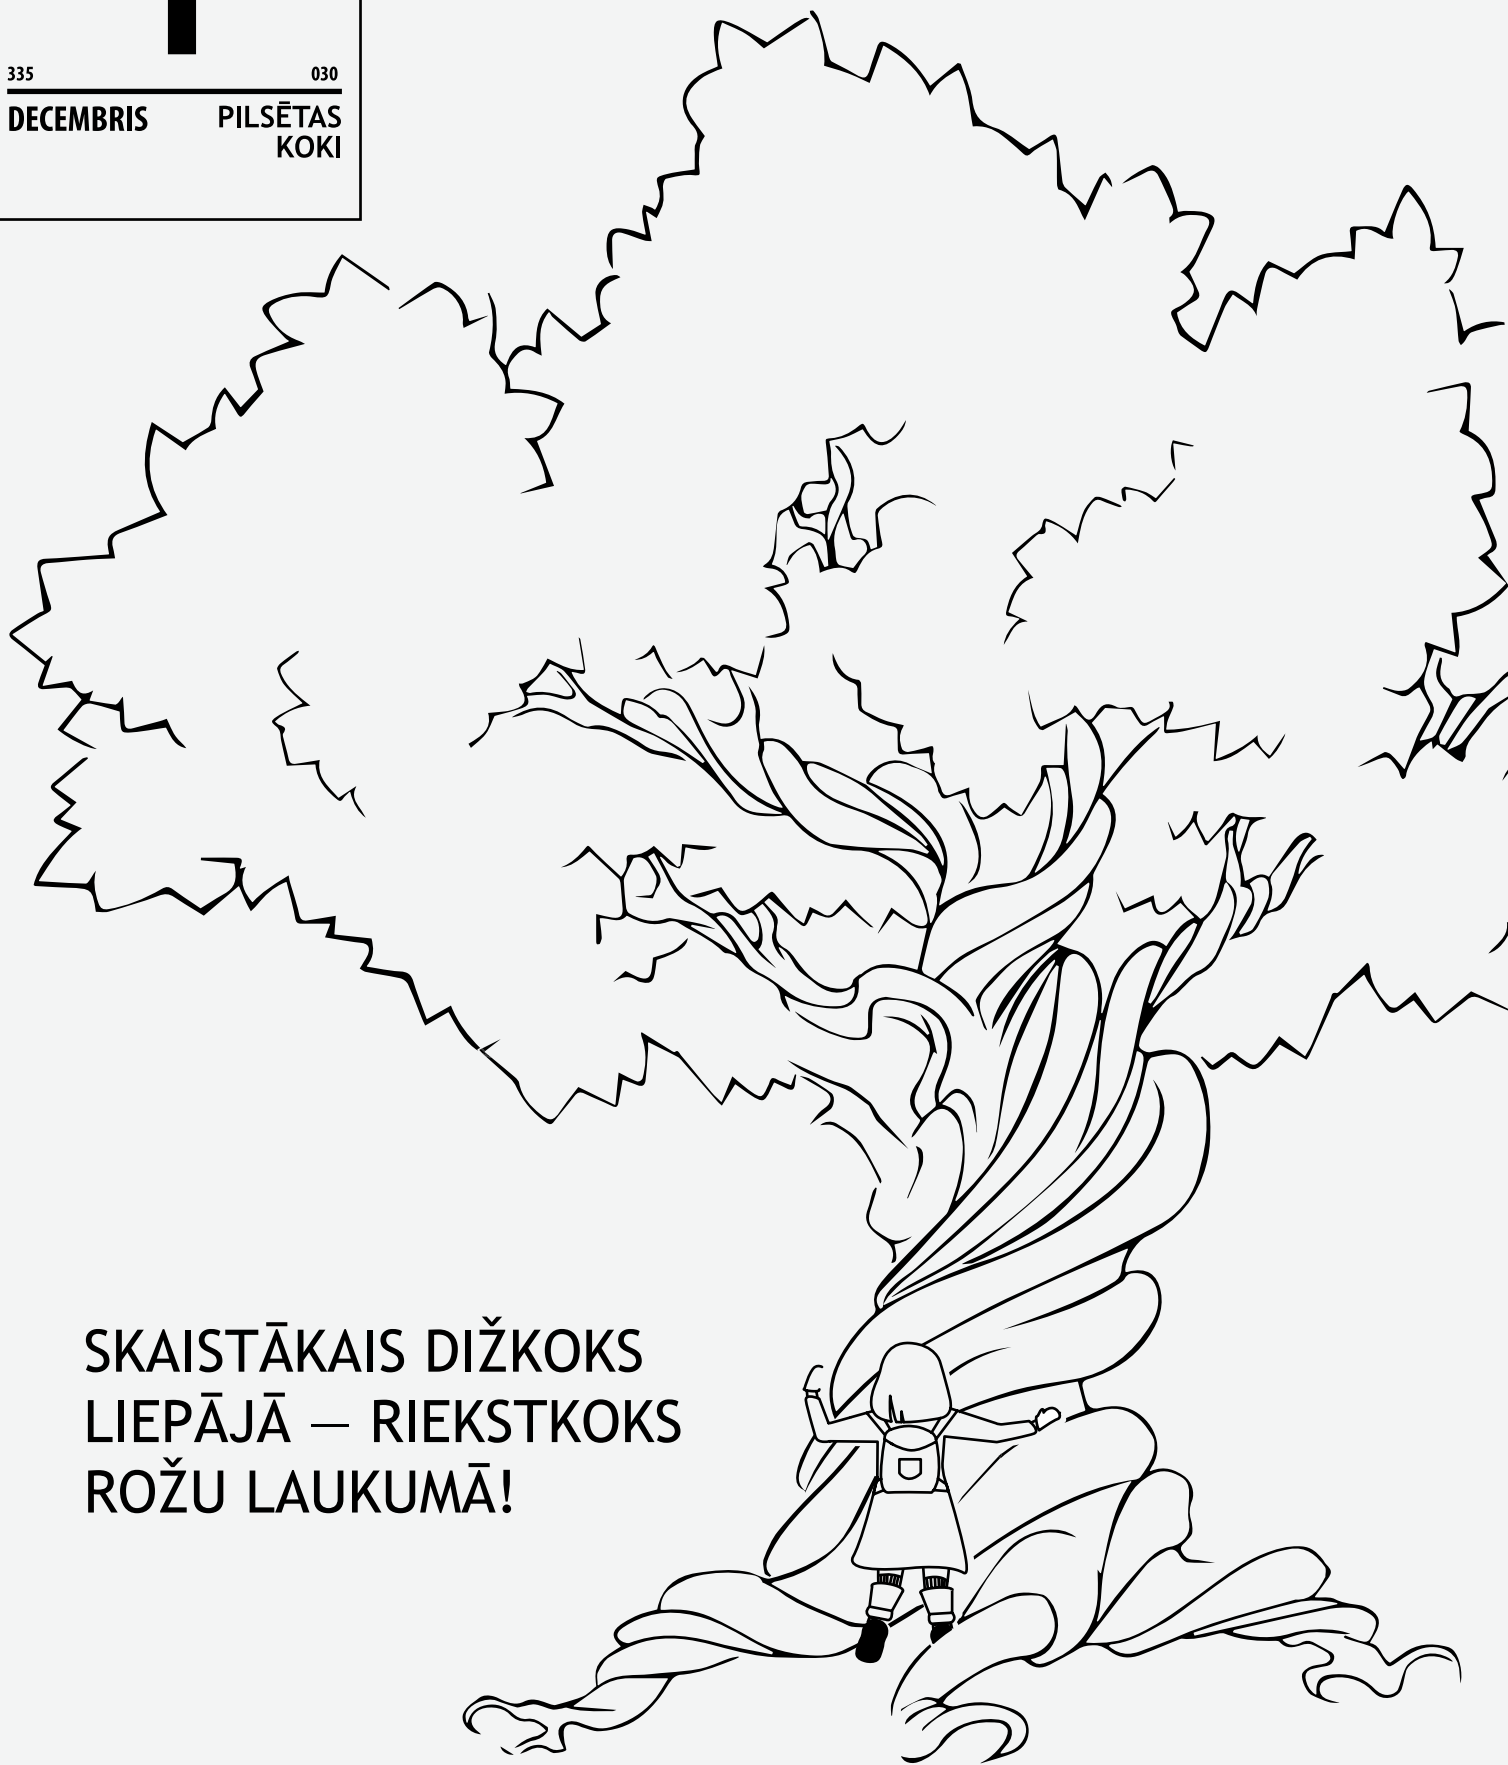 335 030
DECEMBRIS PILSĒTAS
KOKI
SKAISTĀKAIS DIŽKOKS
LIEPĀJĀ — RIEKSTKOKS
ROŽU LAUKUMĀ!